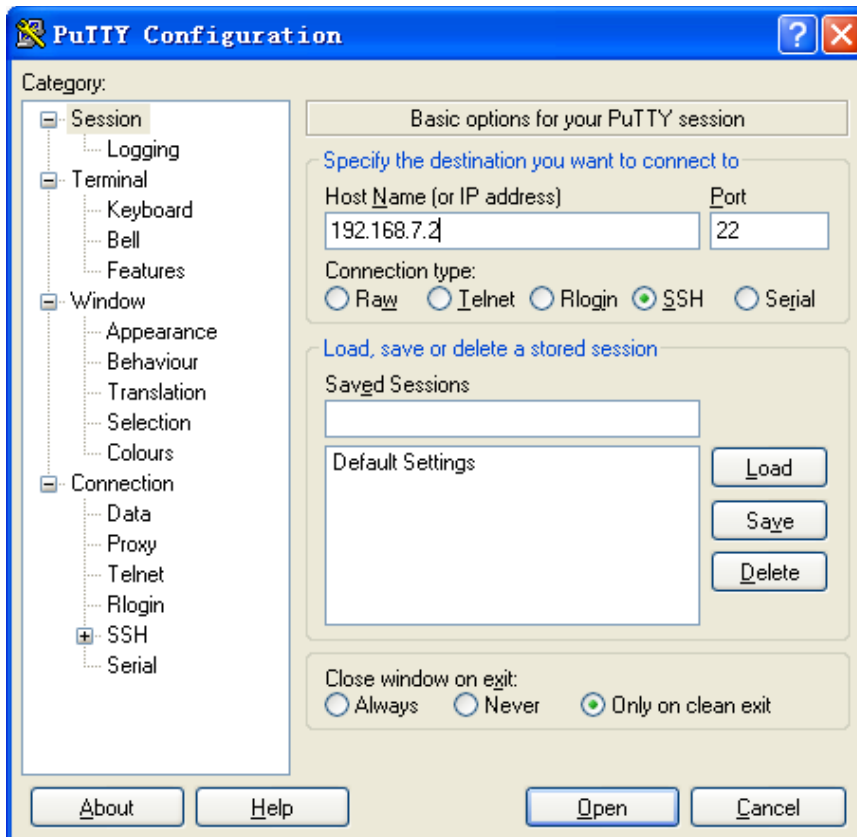 PuTTY Configuration
Category:
Session
Logging
Terminal
Keyboard
Bell
Features
Window
Appearance
Behaviour
Translation
Selection
Colours
Connection
Data
Proxy
Telnet
Rlogin
SSH
Serial
Basic options for your PuTTY session
Specify the destination you want to connect to
Host Name (or IP address) Port
192.168.7.2 22
Connection type:
Raw Telnet Rlogin SSH Serial
Load, save or delete a stored session
Saved Sessions
Default Settings
Load
Save
Delete
Close window on exit:
Always Never Only on clean exit
About Help Open Cancel